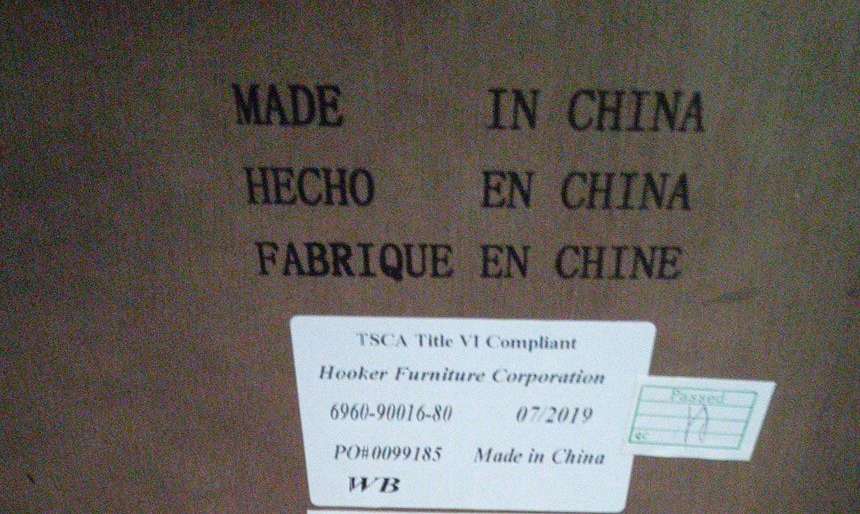 MADE IN CHINA
HECHO EN CHINA
FABRIQUE EN CHINE
TSCA Title VI Compliant
Hooker Furniture Corporation
6960-90016-80 07/2019
PO#0099185 Made in China
WB
Passed
QC